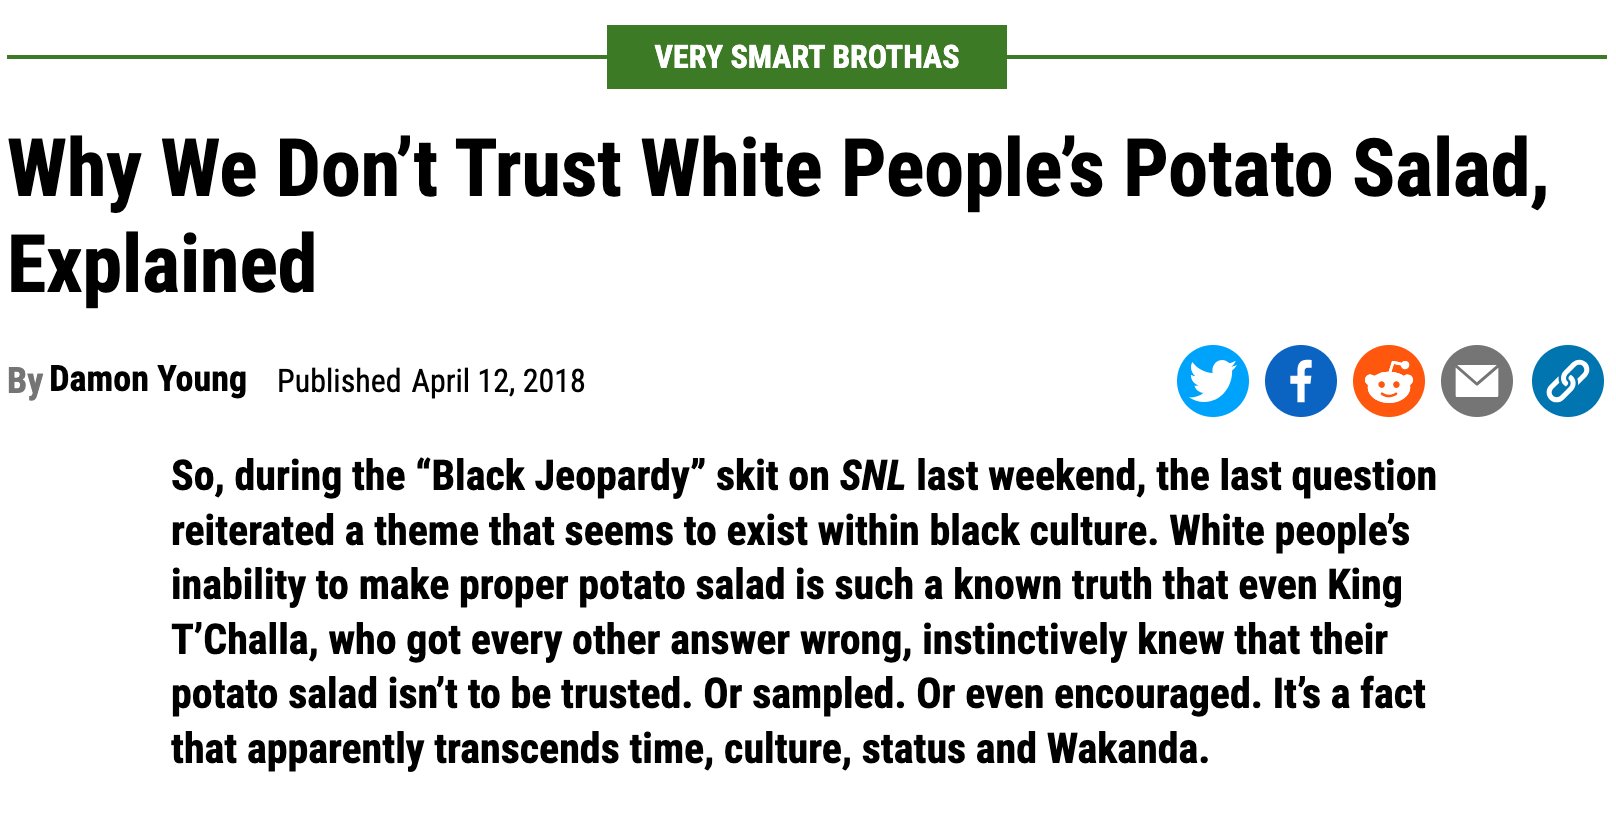 VERY SMART BROTHAS
Why We Don’t Trust White People’s Potato Salad,
Explained
By Damon Young Published April 12, 2018
So, during the “Black Jeopardy” skit on SNL last weekend, the last question
reiterated a theme that seems to exist within black culture. White people’s
inability to make proper potato salad is such a known truth that even King
T’Challa, who got every other answer wrong, instinctively knew that their
potato salad isn’t to be trusted. Or sampled. Or even encouraged. It’s a fact
that apparently transcends time, culture, status and Wakanda.